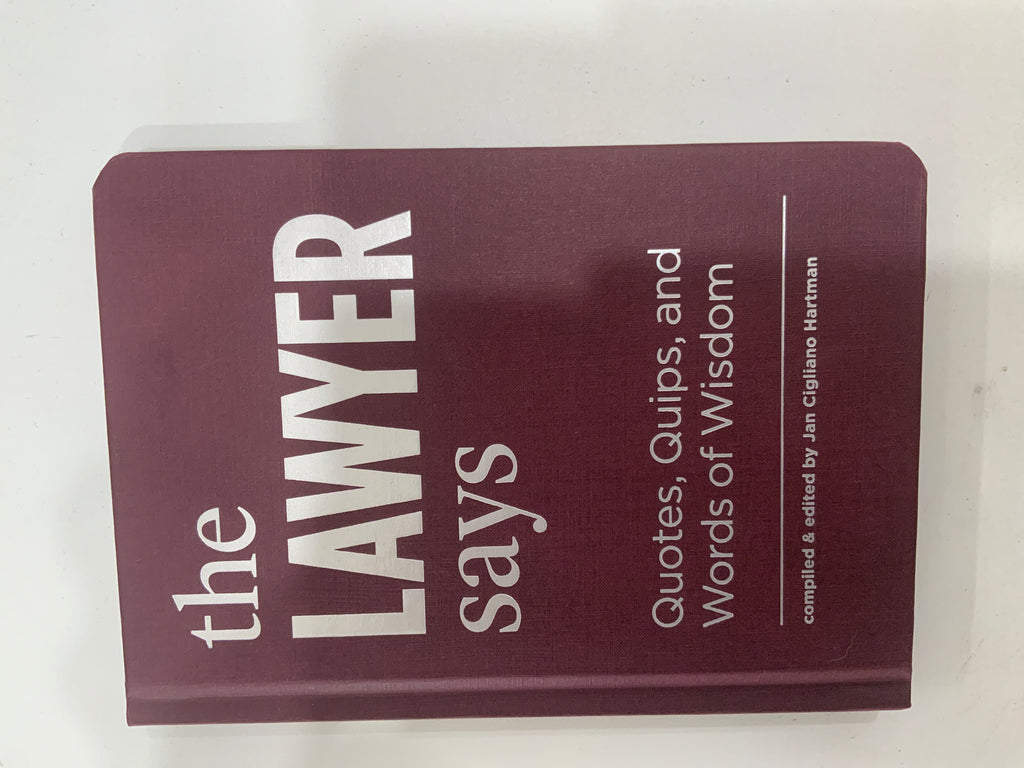 the
LAWYER
says
Quotes, Quips, and
Words of Wisdom
compiled & edited by Jan Cigliano Hartman